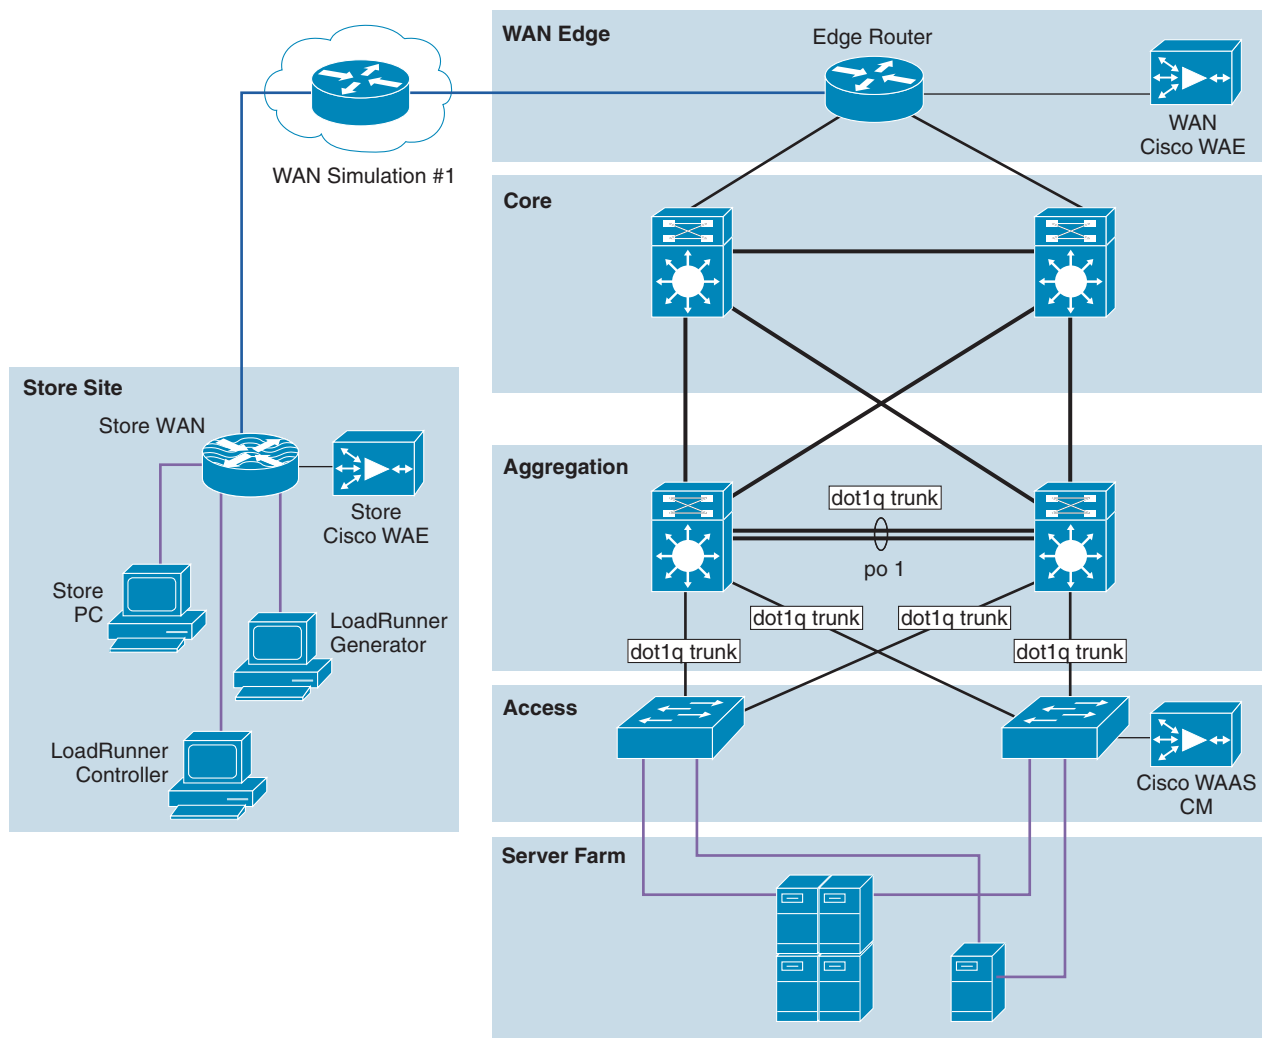 WAN Edge
Edge Router
WAN
Cisco WAE
WAN Simulation #1
Core
Store Site
Store WAN
Store
Cisco WAE
Store
PC
LoadRunner
Generator
LoadRunner
Controller
Aggregation
dot1q trunk
po 1
dot1q trunk
dot1q trunk
dot1q trunk
dot1q trunk
Access
Cisco WAAS
CM
Server Farm